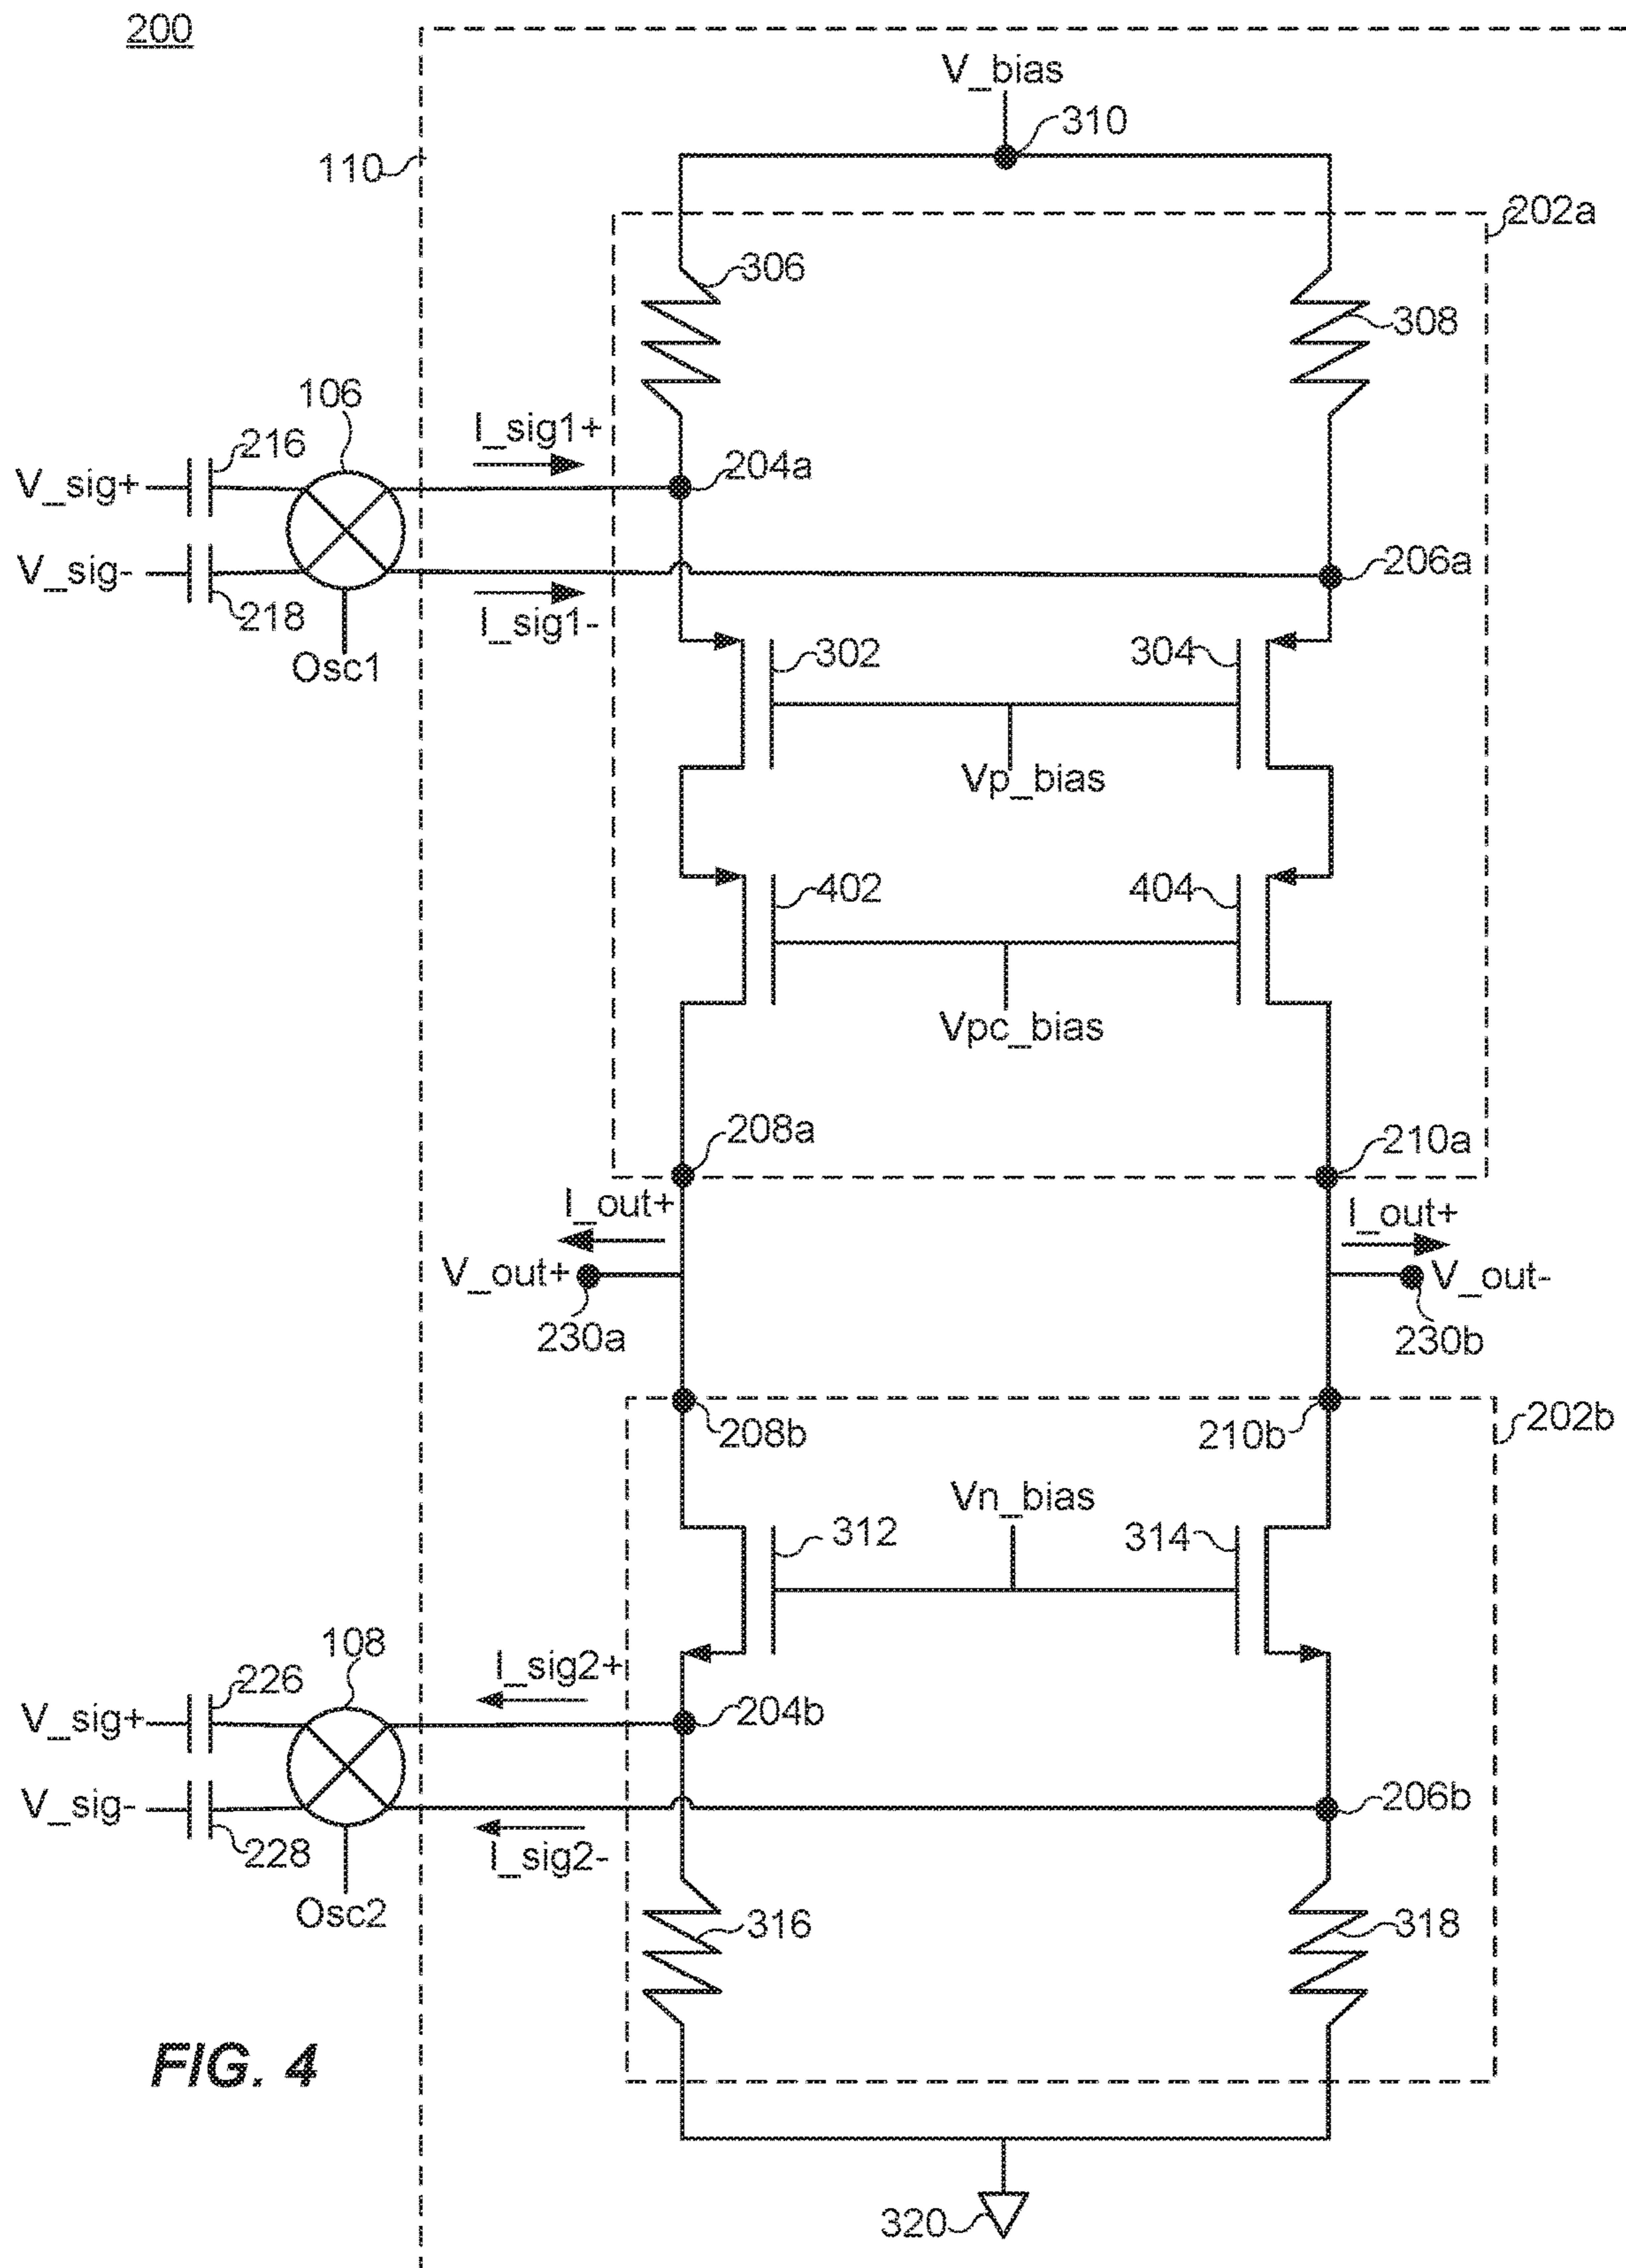 200
V_bias
310
110
202a
306
308
106
I_sig1+
216
204a
V_sig+
V_sig-
206a
218
I_sig1-
Osc1
302
304
Vp_bias
402
404
Vpc_bias
208a
210a
I_out+
I_out+
V_out+
V_out-
230a
230b
208b
210b
202b
Vn_bias
312
314
108
I_sig2+
226
204b
V_sig+
V_sig-
206b
228
I_sig2-
Osc2
316
318
FIG. 4
320